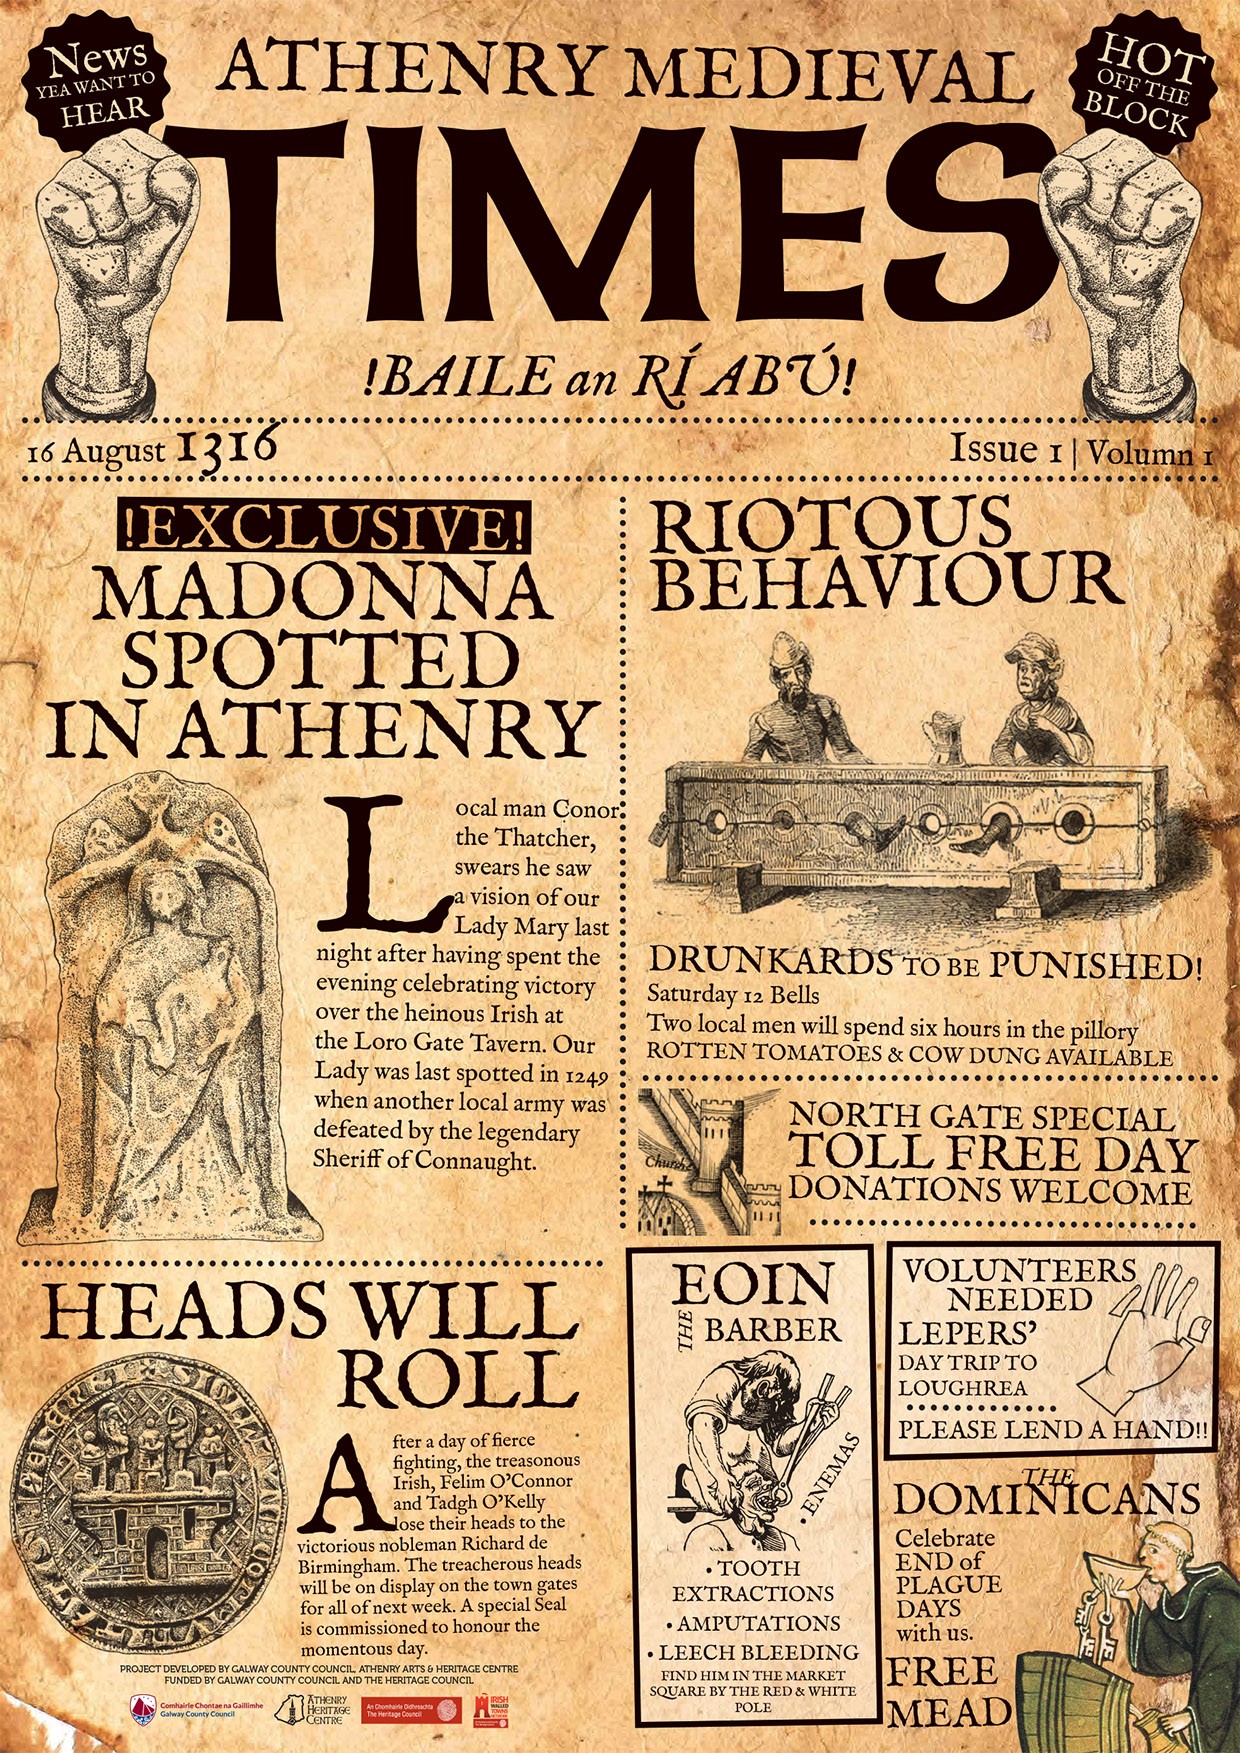 News
YEA WANT TO
HEAR
HOT
OFF THE
BLOCK
ATHENRY MEDIEVAL
TIMES
!BAILE an RÍ ABÚ!
16 August 1316
Issue 1 | Volumn 1
!EXCLUSIVE!
MADONNA
SPOTTED
IN ATHENRY
Local man Conor
the Thatcher,
swears he saw
a vision of our
Lady Mary last
night after having spent the
evening celebrating victory
over the heinous Irish at
the Loro Gate Tavern. Our
Lady was last spotted in 1249
when another local army was
defeated by the legendary
Sheriff of Connaught.
RIOTOUS
BEHAVIOUR
DRUNKARDS TO BE PUNISHED!
Saturday 12 Bells
Two local men will spend six hours in the pillory
ROTTEN TOMATOES & COW DUNG AVAILABLE
Church
NORTH GATE SPECIAL
TOLL FREE DAY
DONATIONS WELCOME
HEADS WILL
ROLL
After a day of fierce
fighting, the treasonous
Irish, Felim O'Connor
and Tadgh O'Kelly
lose their heads to the
victorious nobleman Richard de
Birmingham. The treacherous heads
will be on display on the town gates
for all of next week. A special Seal
is commissioned to honour the
momentous day.
PROJECT DEVELOPED BY GALWAY COUNTY COUNCIL, ATHENRY ARTS & HERITAGE CENTRE
FUNDED BY GALWAY COUNTY COUNCIL AND THE HERITAGE COUNCIL
Comhairle Chontae na Gaillimhe
Galway County Council
ATHENRY
HERITAGE
CENTRE
An Chomhairle Oidhreachta
The Heritage Council
IRISH
WALLED
TOWNS
NETWORK
EOIN
THE BARBER
• ENEMAS
• TOOTH
EXTRACTIONS
• AMPUTATIONS
• LEECH BLEEDING
FIND HIM IN THE MARKET
SQUARE BY THE RED & WHITE
POLE
VOLUNTEERS
NEEDED
LEPERS'
DAY TRIP TO
LOUGHREA
PLEASE LEND A HAND!!
THE
DOMINICANS
Celebrate
END of
PLAGUE
DAYS
with us.
FREE
MEAD